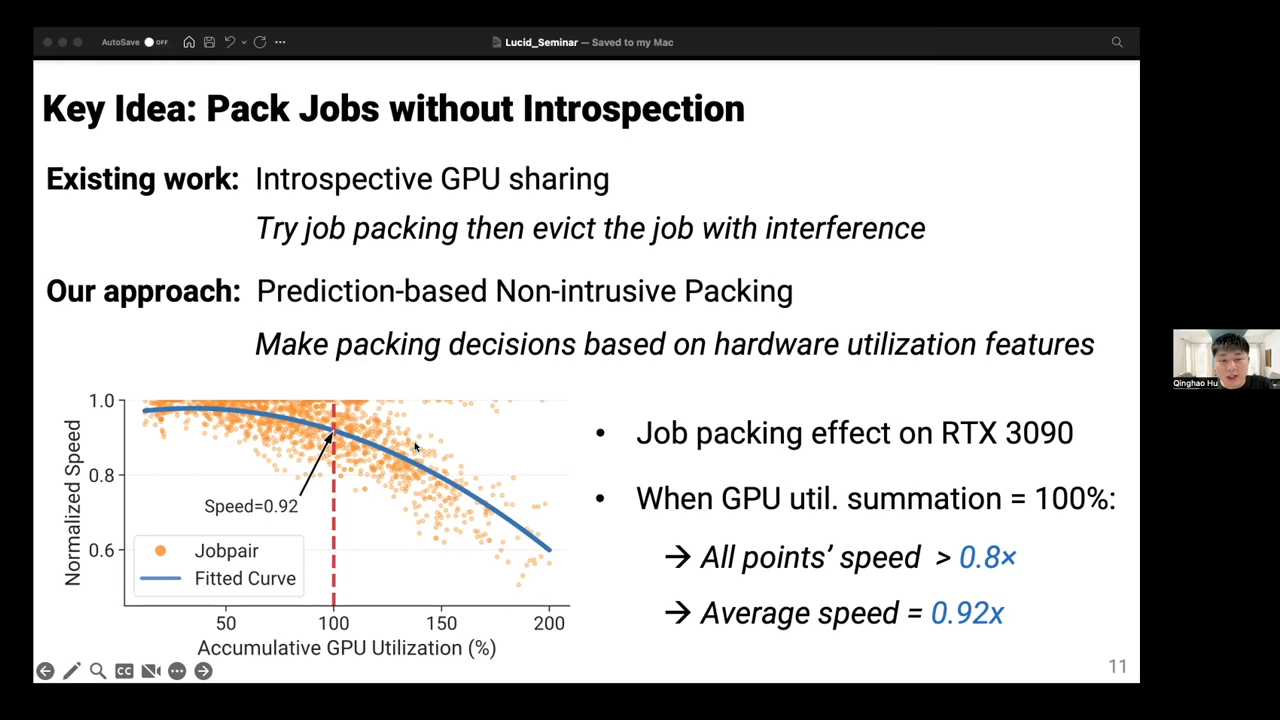 AutoSave OFF
Lucid_Seminar — Saved to my Mac
Key Idea: Pack Jobs without Introspection
Existing work: Introspective GPU sharing
Try job packing then evict the job with interference
Our approach: Prediction-based Non-intrusive Packing
Make packing decisions based on hardware utilization features
Normalized Speed
1.0
0.8
0.6
Speed=0.92
Jobpair
Fitted Curve
50 100 150 200
Accumulative GPU Utilization (%)
• Job packing effect on RTX 3090
• When GPU util. summation = 100%:
→ All points’ speed > 0.8×
→ Average speed = 0.92x
CC
11
Qinghao Hu